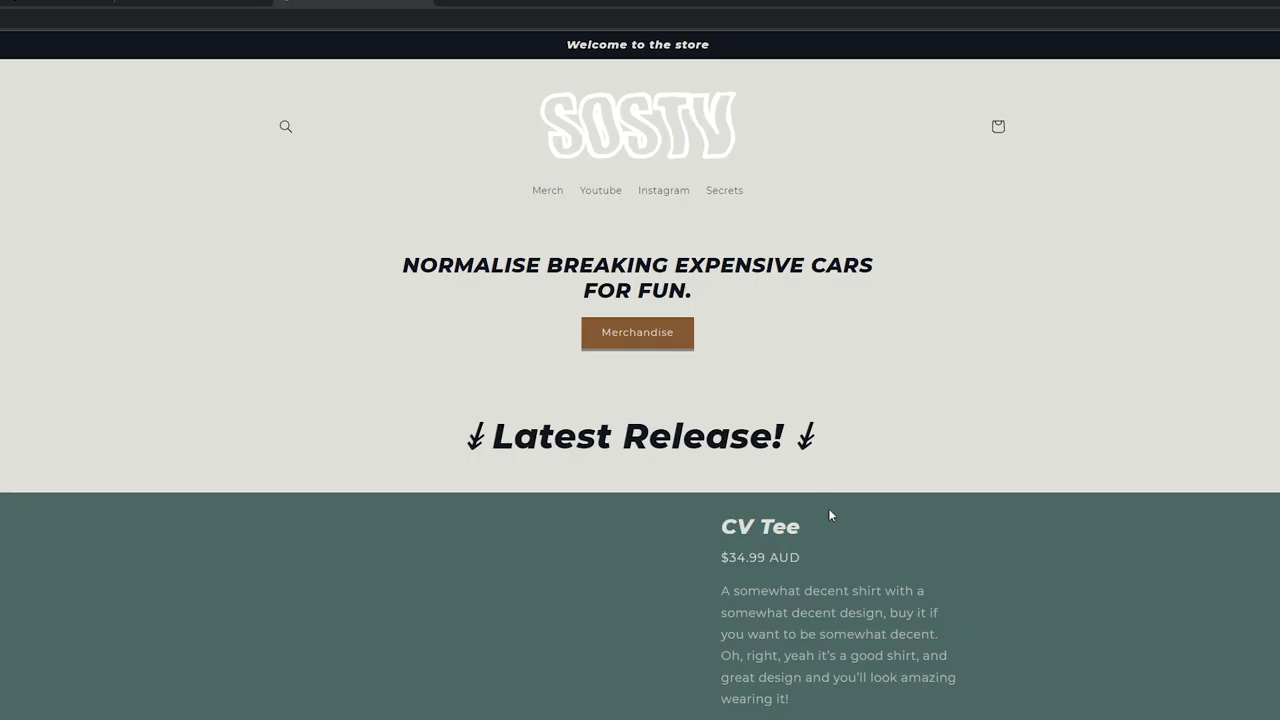 Welcome to the store
SOSTV
Merch Youtube Instagram Secrets
NORMALISE BREAKING EXPENSIVE CARS
FOR FUN.
Merchandise
↡Latest Release! ↡
CV Tee
$34.99 AUD
A somewhat decent shirt with a
somewhat decent design, buy it if
you want to be somewhat decent.
Oh, right, yeah it’s a good shirt, and
great design and you’ll look amazing
wearing it!